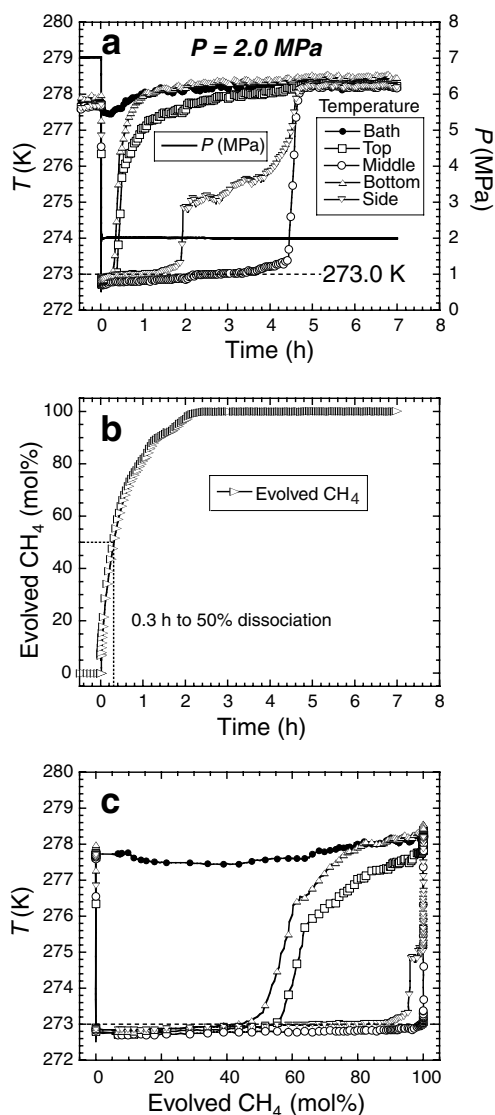 a
P = 2.0 MPa
280
279
278
277
276
275
274
273
272
T (K)
8
7
6
5
4
3
2
1
0
P (MPa)
P (MPa)
Temperature
Bath
Top
Middle
Bottom
Side
273.0 K
0 1 2 3 4 5 6 7 8
Time (h)
b
100
80
60
40
20
0
Evolved CH4 (mol%)
Evolved CH4
0.3 h to 50% dissociation
0 1 2 3 4 5 6 7 8
Time (h)
c
280
279
278
277
276
275
274
273
272
T (K)
0 20 40 60 80 100
Evolved CH4 (mol%)